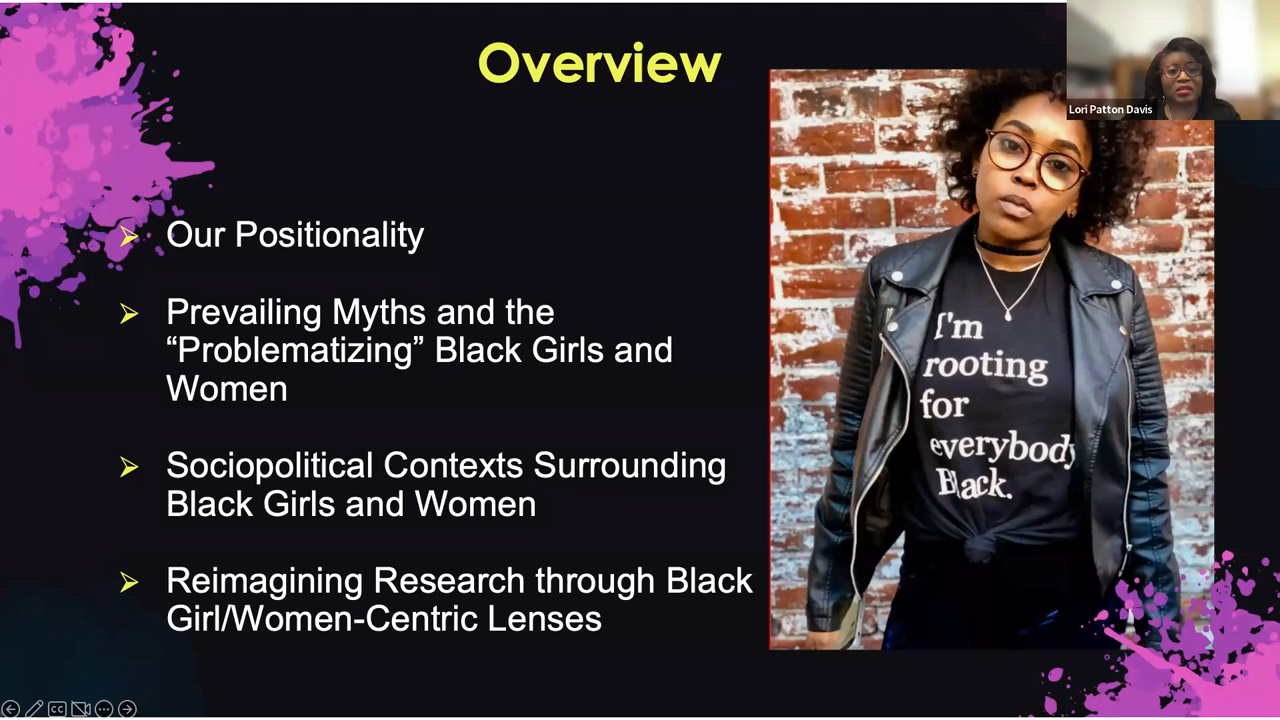 Overview
Lori Patton Davis
Our Positionality
Prevailing Myths and the
“Problematizing” Black Girls and
Women
Sociopolitical Contexts Surrounding
Black Girls and Women
Reimagining Research through Black
Girl/Women-Centric Lenses
I'm
rooting
for
everybody
Black.
CC